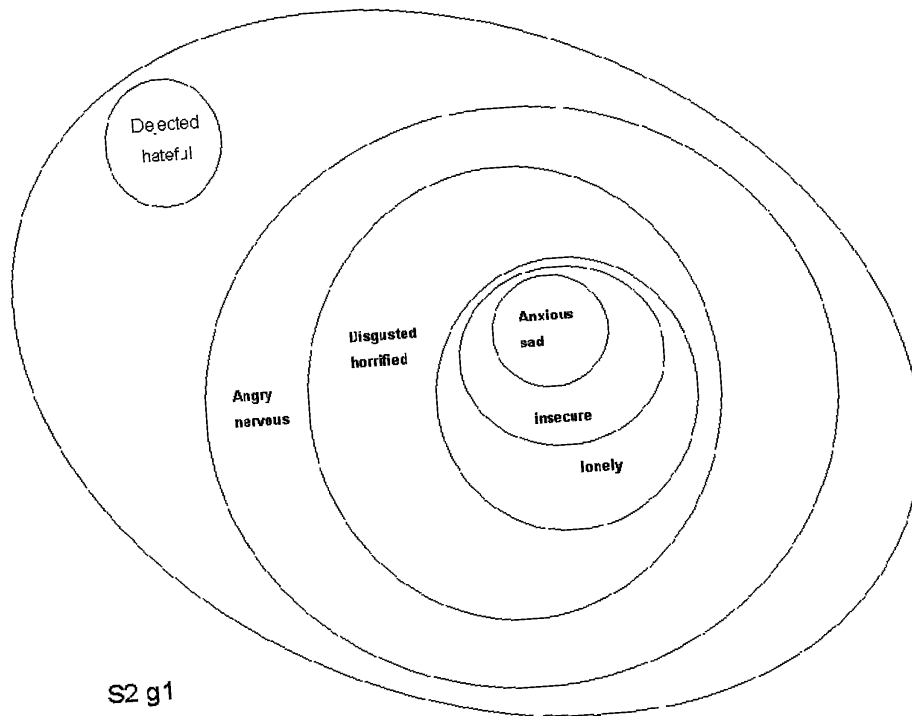 Dejected
hateful
Anxious
sad
Disgusted
horrified
Angry
nervous
insecure
lonely
S2 g1